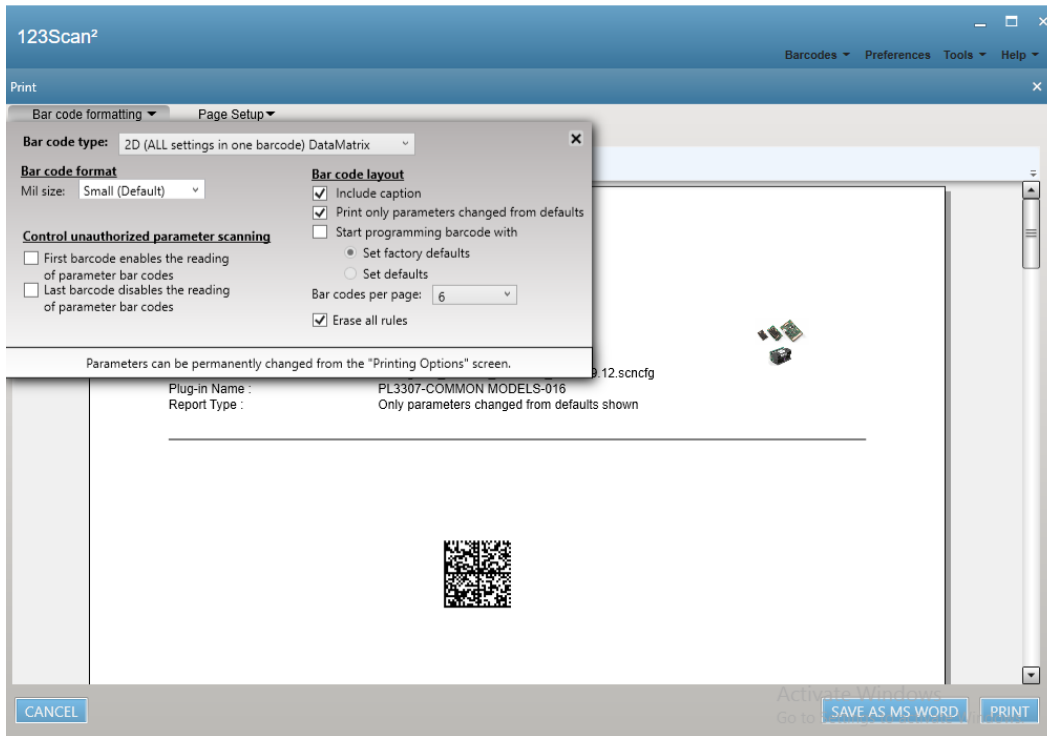 123Scan²
Barcodes Preferences Tools Help
Print
Bar code formatting Page Setup
Bar code type: 2D (ALL settings in one barcode) DataMatrix
Bar code format
Mil size: Small (Default)
Control unauthorized parameter scanning
First barcode enables the reading
of parameter bar codes
Last barcode disables the reading
of parameter bar codes
Bar code layout
Include caption
Print only parameters changed from defaults
Start programming barcode with
Set factory defaults
Set defaults
Bar codes per page: 6
Erase all rules
Parameters can be permanently changed from the "Printing Options" screen.
9.12.scncfg
Plug-in Name : PL3307-COMMON MODELS-016
Report Type : Only parameters changed from defaults shown
Activate Windows
Go to
CANCEL SAVE AS MS WORD PRINT